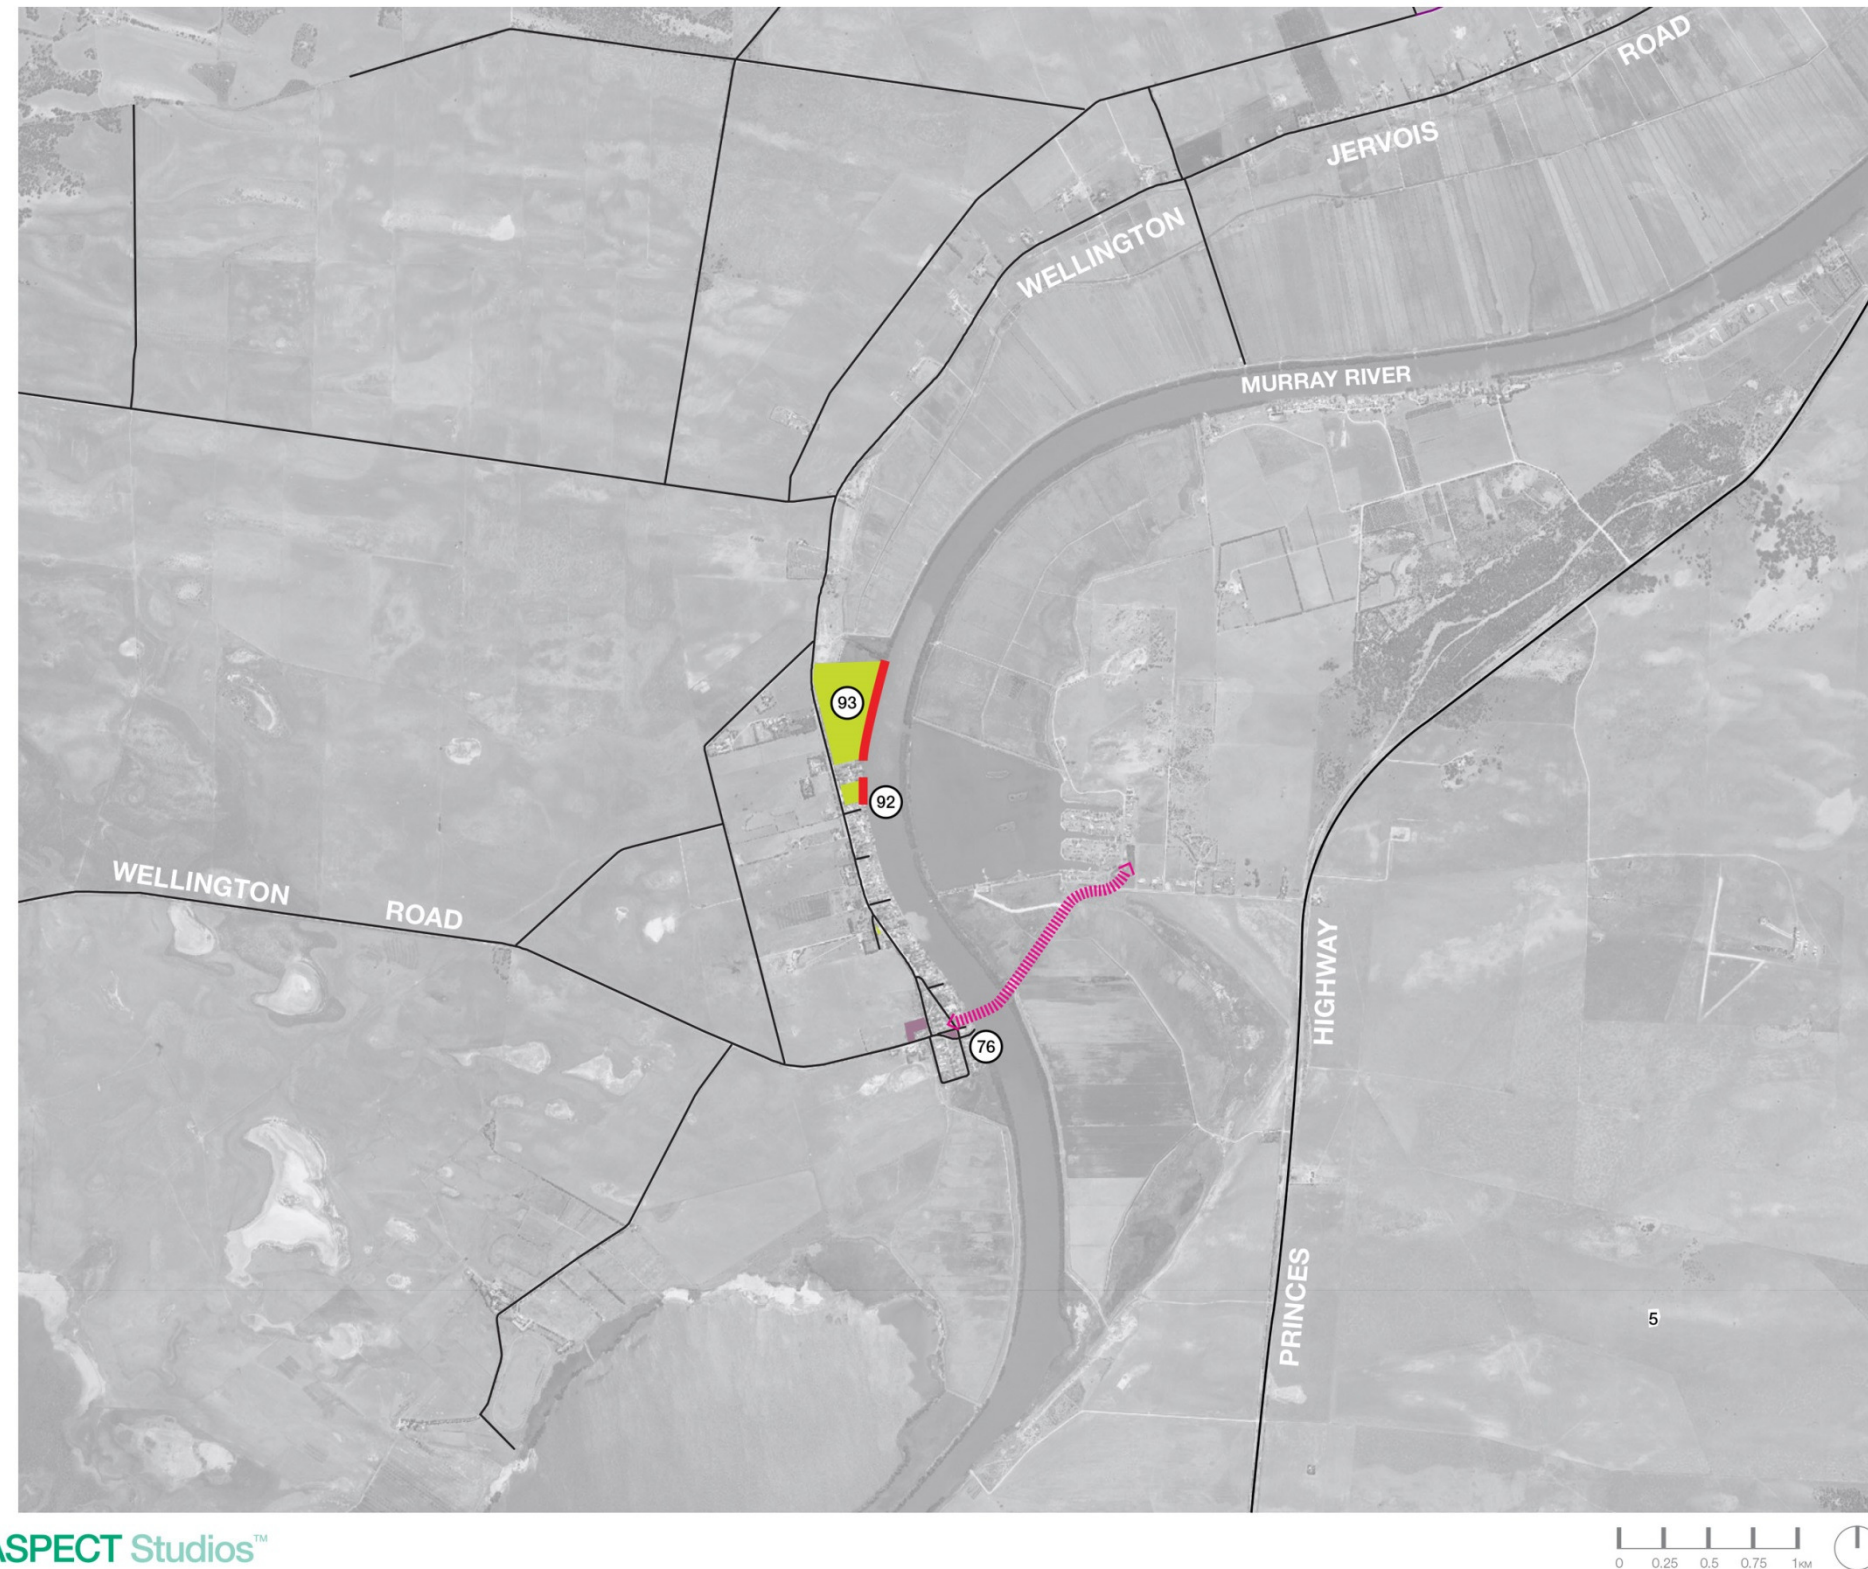 ROAD
JERVOIS
WELLINGTON
MURRAY RIVER
93
92
WELLINGTON
ROAD
HIGHWAY
76
PRINCES
5
ASPECT Studios™
0 0.25 0.5 0.75 1KM